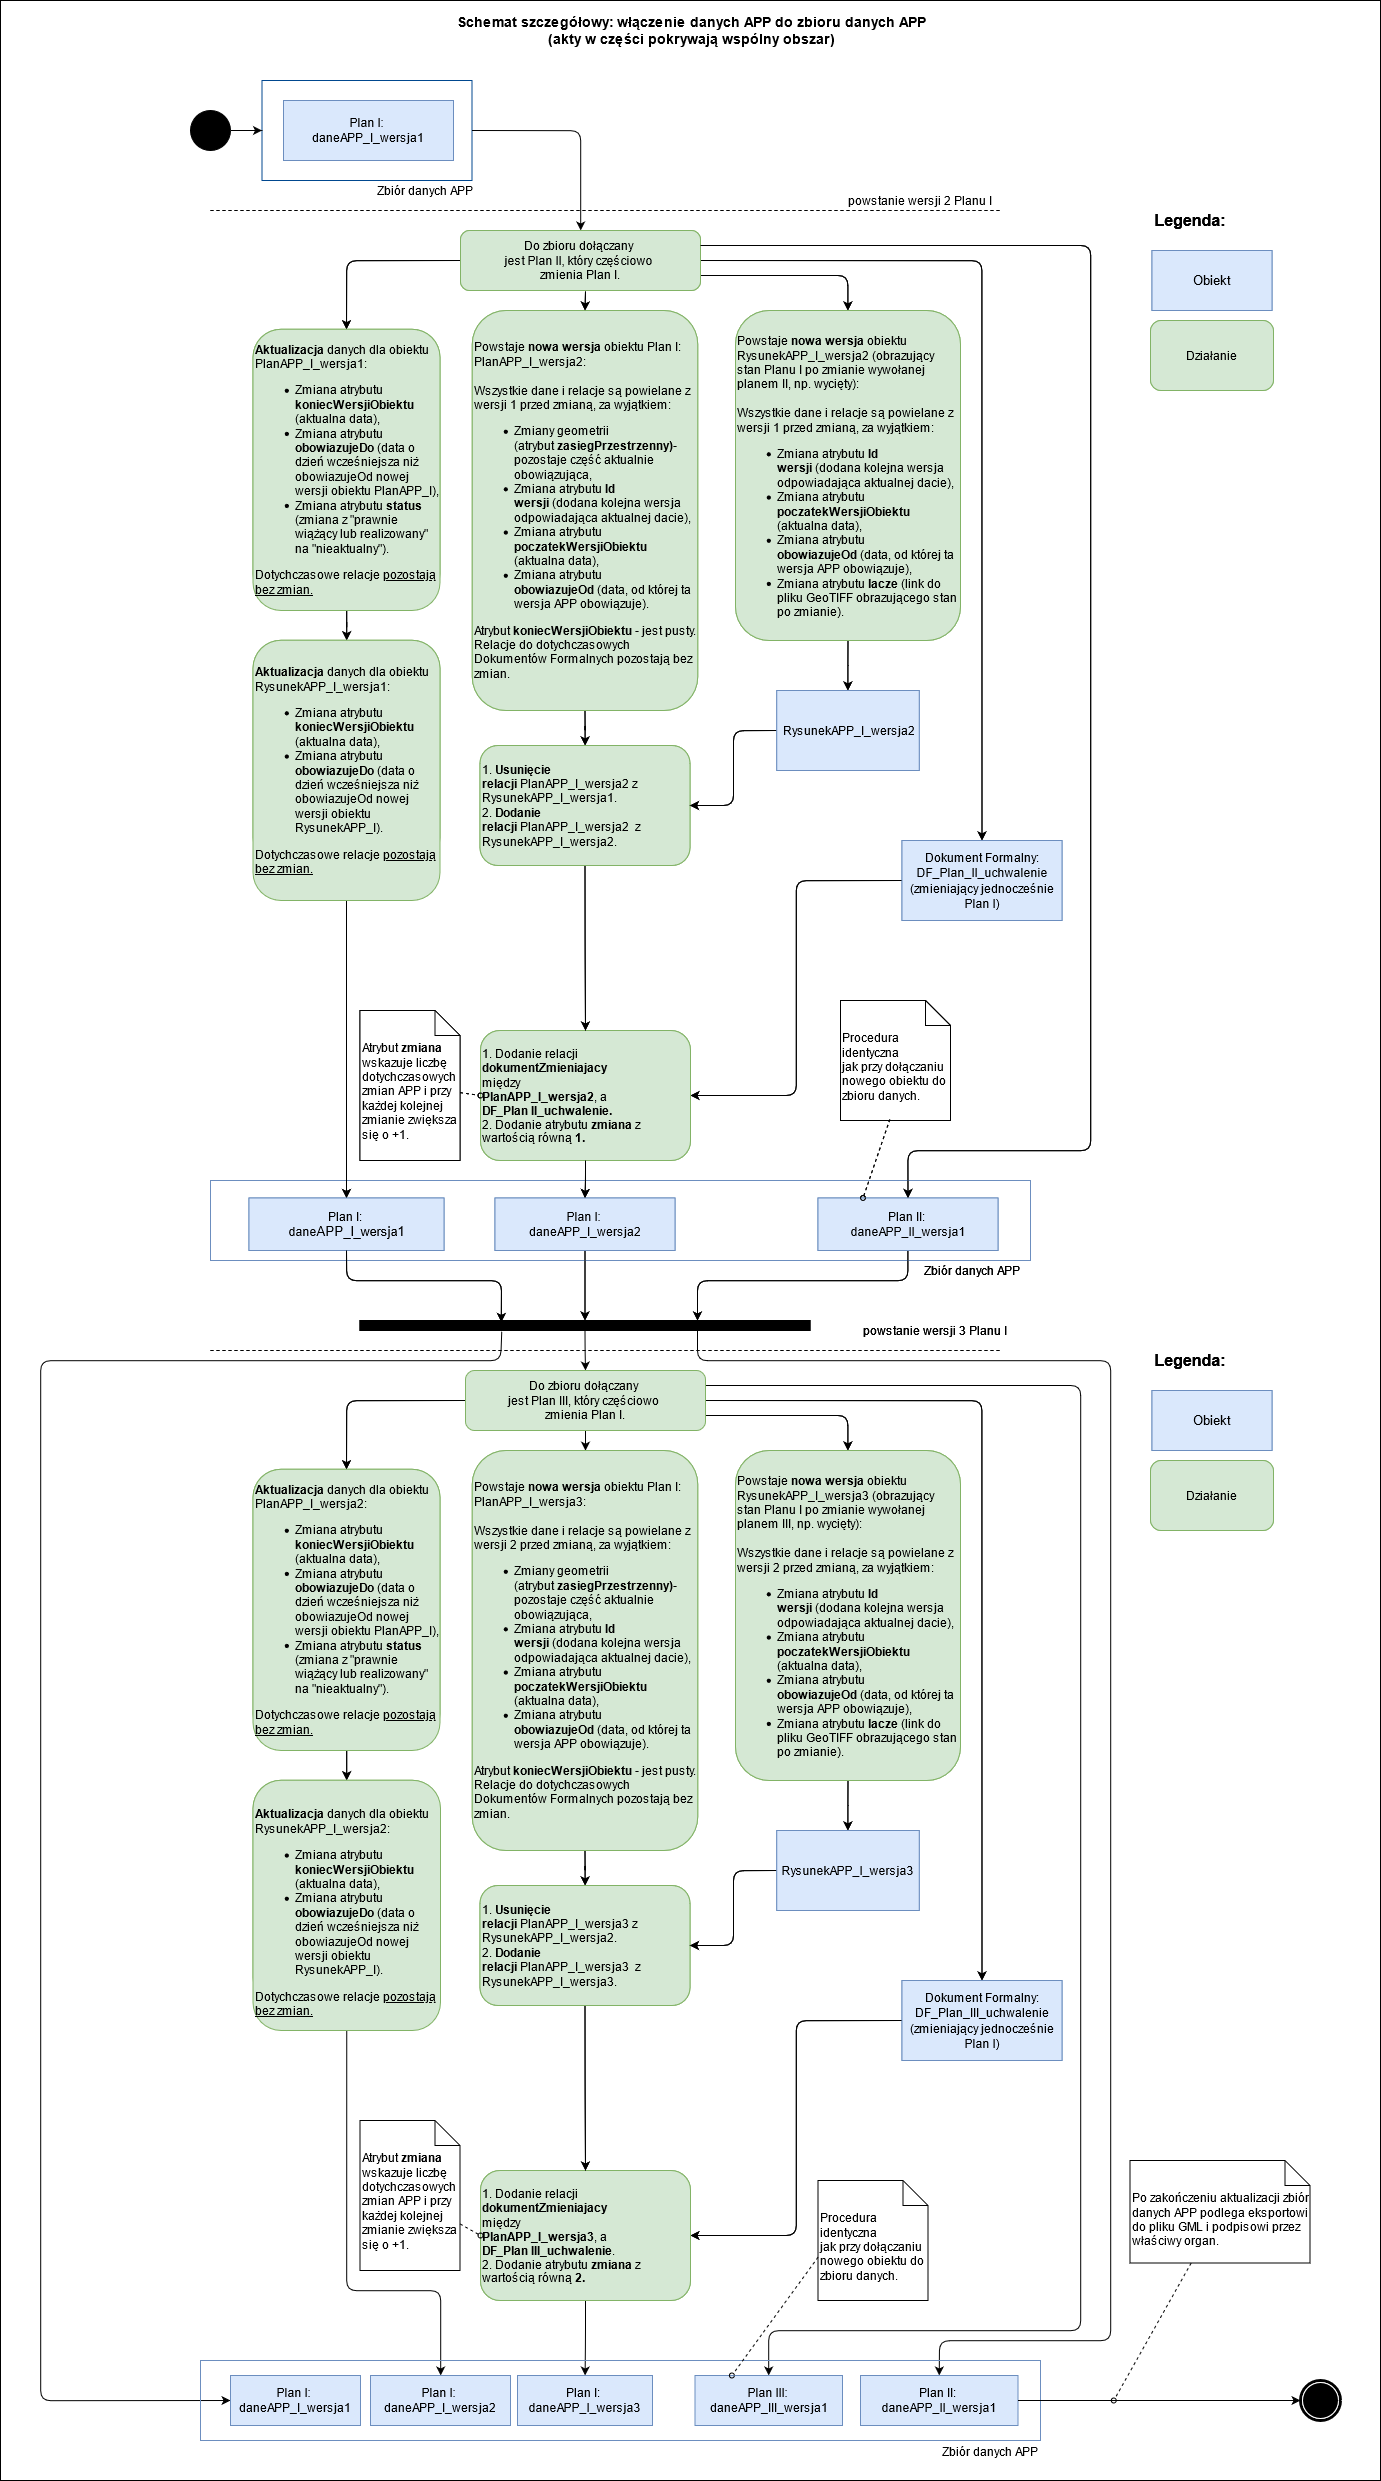 Schemat szczegółowy: włączenie danych APP do zbioru danych APP
(akty w części pokrywają wspólny obszar)
Plan I:
daneAPP_I_wersja1
Zbiór danych APP
powstanie wersji 2 Planu I
Legenda:
Obiekt
Działanie
Do zbioru dołączany
jest Plan II, który częściowo
zmienia Plan I.
Aktualizacja danych dla obiektu
PlanAPP_I_wersja1:
• Zmiana atrybutu
koniecWersjiObiektu
(aktualna data),
• Zmiana atrybutu
obowiazujeDo (data o
dzień wcześniejsza niż
obowiazujeOd nowej
wersji obiektu PlanAPP_I),
• Zmiana atrybutu status
(zmiana z "prawnie
wiążący lub realizowany"
na "nieaktualny").
Dotychczasowe relacje pozostają
bez zmian.
Powstaje nowa wersja obiektu Plan I:
PlanAPP_I_wersja2:
Wszystkie dane i relacje są powielane z
wersji 1 przed zmianą, za wyjątkiem:
• Zmiany geometrii
(atrybut zasiegPrzestrzenny)-
pozostaje część aktualnie
obowiązująca,
• Zmiana atrybutu Id
wersji (dodana kolejna wersja
odpowiadająca aktualnej dacie),
• Zmiana atrybutu
poczatekWersjiObiektu
(aktualna data),
• Zmiana atrybutu
obowiazujeOd (data, od której ta
wersja APP obowiązuje).
Atrybut koniecWersjiObiektu - jest pusty.
Relacje do dotychczasowych
Dokumentów Formalnych pozostają bez
zmian.
Powstaje nowa wersja obiektu
RysunekAPP_I_wersja2 (obrazujący
stan Planu I po zmianie wywołanej
planem II, np. wycięty):
Wszystkie dane i relacje są powielane z
wersji 1 przed zmianą, za wyjątkiem:
• Zmiana atrybutu Id
wersji (dodana kolejna wersja
odpowiadająca aktualnej dacie),
• Zmiana atrybutu
poczatekWersjiObiektu
(aktualna data),
• Zmiana atrybutu
obowiazujeOd (data, od której ta
wersja APP obowiązuje),
• Zmiana atrybutu lacze (link do
pliku GeoTIFF obrazującego stan
po zmianie).
Aktualizacja danych dla obiektu
RysunekAPP_I_wersja1:
• Zmiana atrybutu
koniecWersjiObiektu
(aktualna data),
• Zmiana atrybutu
obowiazujeDo (data o
dzień wcześniejsza niż
obowiazujeOd nowej
wersji obiektu
RysunekAPP_I).
Dotychczasowe relacje pozostają
bez zmian.
RysunekAPP_I_wersja2
1. Usunięcie
relacji PlanAPP_I_wersja2 z
RysunekAPP_I_wersja1.
2. Dodanie
relacji PlanAPP_I_wersja2 z
RysunekAPP_I_wersja2.
Dokument Formalny:
DF_Plan_II_uchwalenie
(zmieniający jednocześnie
Plan I)
Atrybut zmiana
wskazuje liczbę
dotychczasowych
zmian APP i przy
każdej kolejnej
zmianie zwiększa
się o +1.
1. Dodanie relacji
dokumentZmieniajacy
między
PlanAPP_I_wersja2, a
DF_Plan II_uchwalenie.
2. Dodanie atrybutu zmiana z
wartością równą 1.
Procedura
identyczna
jak przy dołączaniu
nowego obiektu do
zbioru danych.
Plan I:
daneAPP_I_wersja1
Plan I:
daneAPP_I_wersja2
Plan II:
daneAPP_II_wersja1
Zbiór danych APP
powstanie wersji 3 Planu I
Legenda:
Obiekt
Działanie
Do zbioru dołączany
jest Plan III, który częściowo
zmienia Plan I.
Aktualizacja danych dla obiektu
PlanAPP_I_wersja2:
• Zmiana atrybutu
koniecWersjiObiektu
(aktualna data),
• Zmiana atrybutu
obowiazujeDo (data o
dzień wcześniejsza niż
obowiazujeOd nowej
wersji obiektu PlanAPP_I),
• Zmiana atrybutu status
(zmiana z "prawnie
wiążący lub realizowany"
na "nieaktualny").
Dotychczasowe relacje pozostają
bez zmian.
Powstaje nowa wersja obiektu Plan I:
PlanAPP_I_wersja3:
Wszystkie dane i relacje są powielane z
wersji 2 przed zmianą, za wyjątkiem:
• Zmiany geometrii
(atrybut zasiegPrzestrzenny)-
pozostaje część aktualnie
obowiązująca,
• Zmiana atrybutu Id
wersji (dodana kolejna wersja
odpowiadająca aktualnej dacie),
• Zmiana atrybutu
poczatekWersjiObiektu
(aktualna data),
• Zmiana atrybutu
obowiazujeOd (data, od której ta
wersja APP obowiązuje).
Atrybut koniecWersjiObiektu - jest pusty.
Relacje do dotychczasowych
Dokumentów Formalnych pozostają bez
zmian.
Powstaje nowa wersja obiektu
RysunekAPP_I_wersja3 (obrazujący
stan Planu I po zmianie wywołanej
planem III, np. wycięty):
Wszystkie dane i relacje są powielane z
wersji 2 przed zmianą, za wyjątkiem:
• Zmiana atrybutu Id
wersji (dodana kolejna wersja
odpowiadająca aktualnej dacie),
• Zmiana atrybutu
poczatekWersjiObiektu
(aktualna data),
• Zmiana atrybutu
obowiazujeOd (data, od której ta
wersja APP obowiązuje),
• Zmiana atrybutu lacze (link do
pliku GeoTIFF obrazującego stan
po zmianie).
Aktualizacja danych dla obiektu
RysunekAPP_I_wersja2:
• Zmiana atrybutu
koniecWersjiObiektu
(aktualna data),
• Zmiana atrybutu
obowiazujeDo (data o
dzień wcześniejsza niż
obowiazujeOd nowej
wersji obiektu
RysunekAPP_I).
Dotychczasowe relacje pozostają
bez zmian.
RysunekAPP_I_wersja3
1. Usunięcie
relacji PlanAPP_I_wersja3 z
RysunekAPP_I_wersja2.
2. Dodanie
relacji PlanAPP_I_wersja3 z
RysunekAPP_I_wersja3.
Dokument Formalny:
DF_Plan_III_uchwalenie
(zmieniający jednocześnie
Plan I)
Atrybut zmiana
wskazuje liczbę
dotychczasowych
zmian APP i przy
każdej kolejnej
zmianie zwiększa
się o +1.
1. Dodanie relacji
dokumentZmieniajacy
między
PlanAPP_I_wersja3, a
DF_Plan III_uchwalenie.
2. Dodanie atrybutu zmiana z
wartością równą 2.
Procedura
identyczna
jak przy dołączaniu
nowego obiektu do
zbioru danych.
Po zakończeniu aktualizacji zbiór
danych APP podlega eksportowi
do pliku GML i podpisowi przez
właściwy organ.
Plan I:
daneAPP_I_wersja1
Plan I:
daneAPP_I_wersja2
Plan I:
daneAPP_I_wersja3
Plan III:
daneAPP_III_wersja1
Plan II:
daneAPP_II_wersja1
Zbiór danych APP